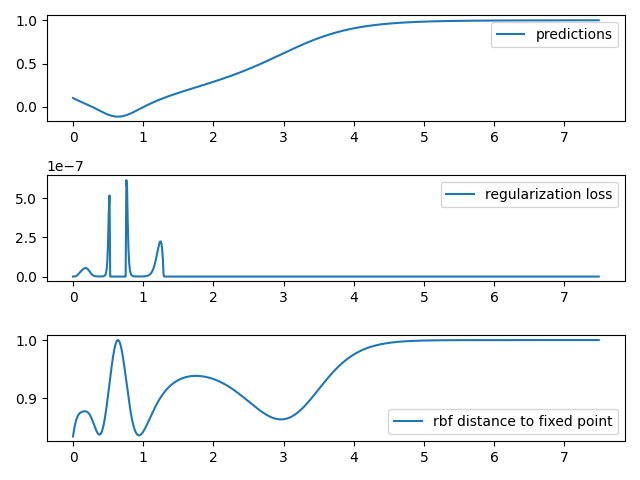 1.0
predictions
0.5
0.0
0 1 2 3 4 5 6 7
1e−7
regularization loss
5.0
2.5
0.0
0 1 2 3 4 5 6 7
1.0
0.9
rbf distance to fixed point
0 1 2 3 4 5 6 7